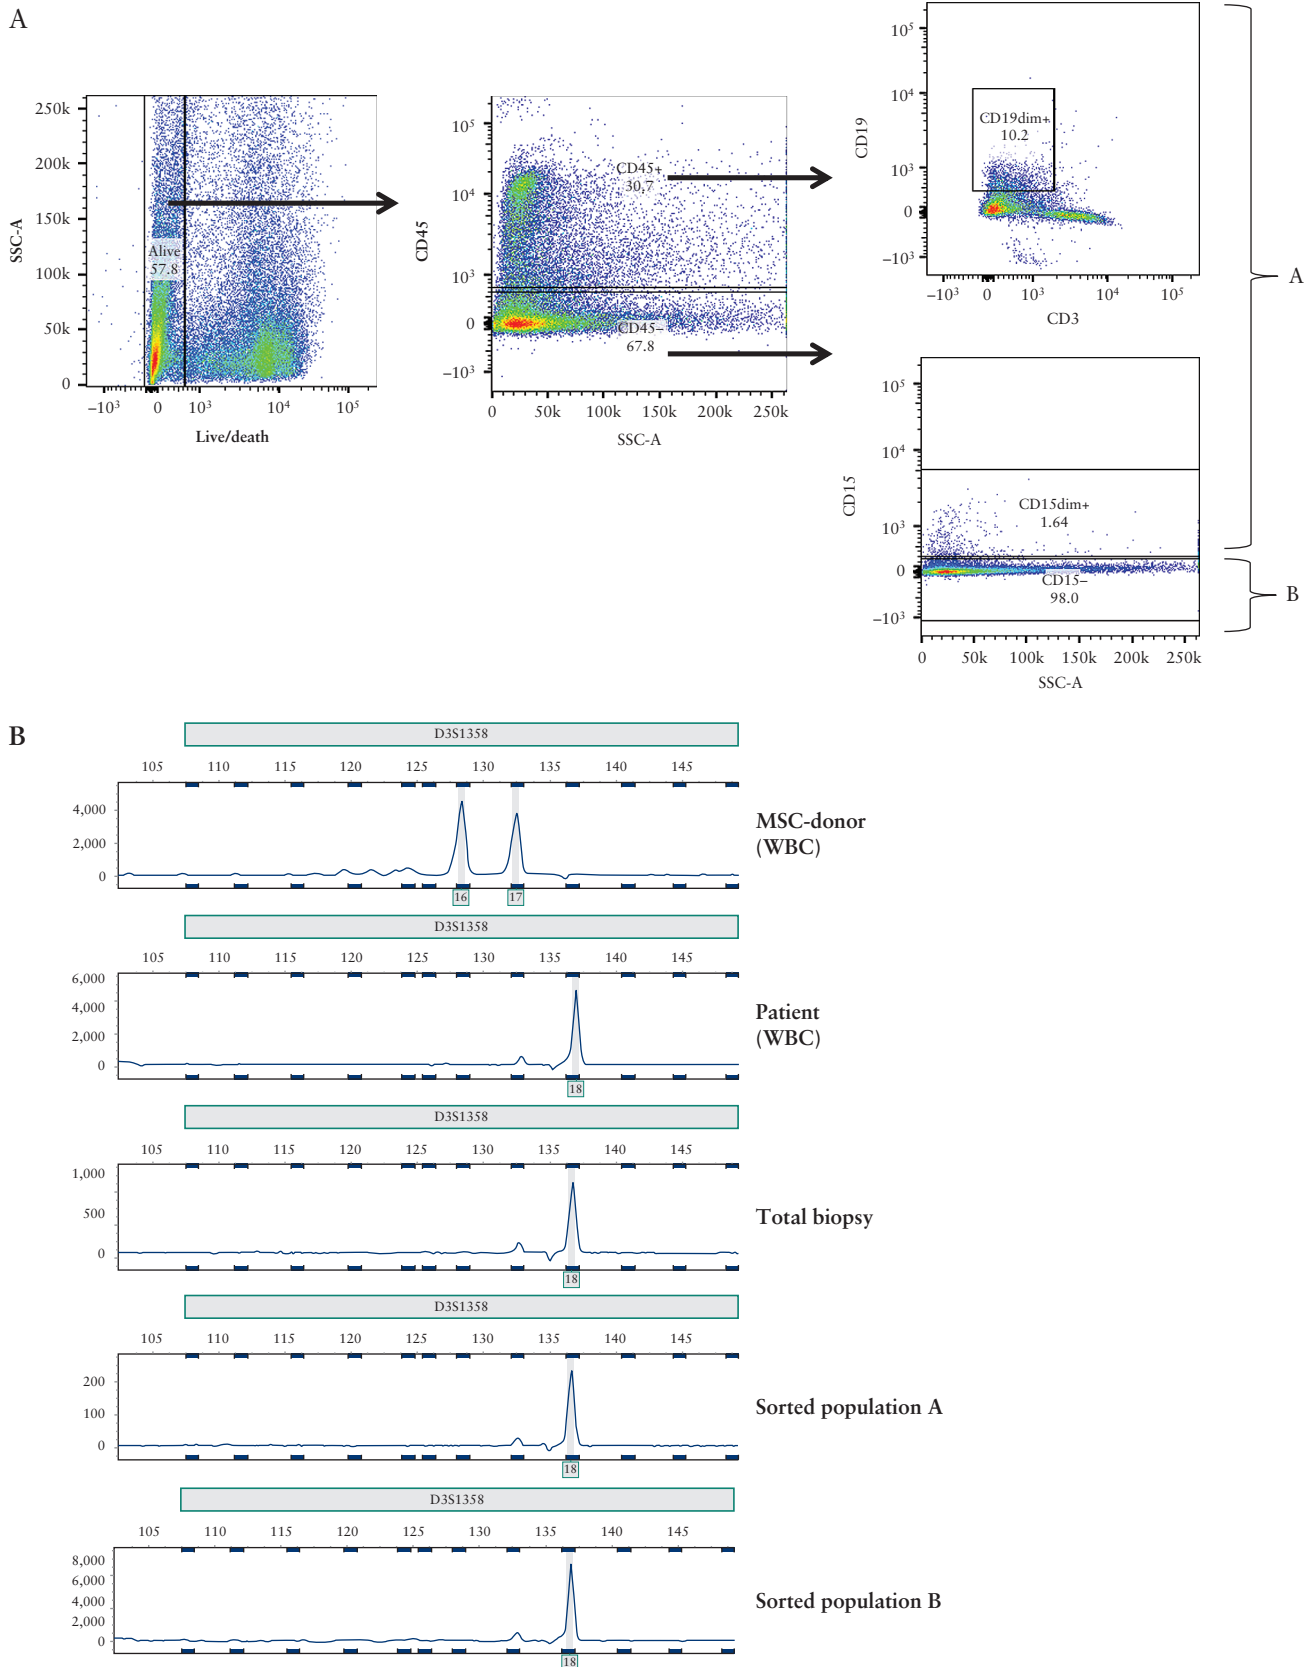 A
250k
200k
150k
100k
50k
0
SSC-A
Alive
57.8
−10³ 0 10³ 10⁴ 10⁵
Live/death
10⁵
10⁴
10³
0
−10³
CD45
CD45+
30.7
CD45−
67.8
0 50k 100k 150k 200k 250k
SSC-A
10⁵
10⁴
10³
0
−10³
CD19
CD19dim+
10.2
−10³ 0 10³ 10⁴ 10⁵
CD3
A
10⁵
10⁴
10³
0
−10³
CD15
CD15dim+
1.64
CD15−
98.0
0 50k 100k 150k 200k 250k
SSC-A
B
B
D3S1358
105 110 115 120 125 130 135 140 145
4,000
2,000
0
16 17
MSC-donor
(WBC)
D3S1358
105 110 115 120 125 130 135 140 145
6,000
4,000
2,000
0
18
Patient
(WBC)
D3S1358
105 110 115 120 125 130 135 140 145
1,000
500
0
18
Total biopsy
D3S1358
105 110 115 120 125 130 135 140 145
200
100
0
18
Sorted population A
D3S1358
105 110 115 120 125 130 135 140 145
8,000
6,000
4,000
2,000
0
18
Sorted population B